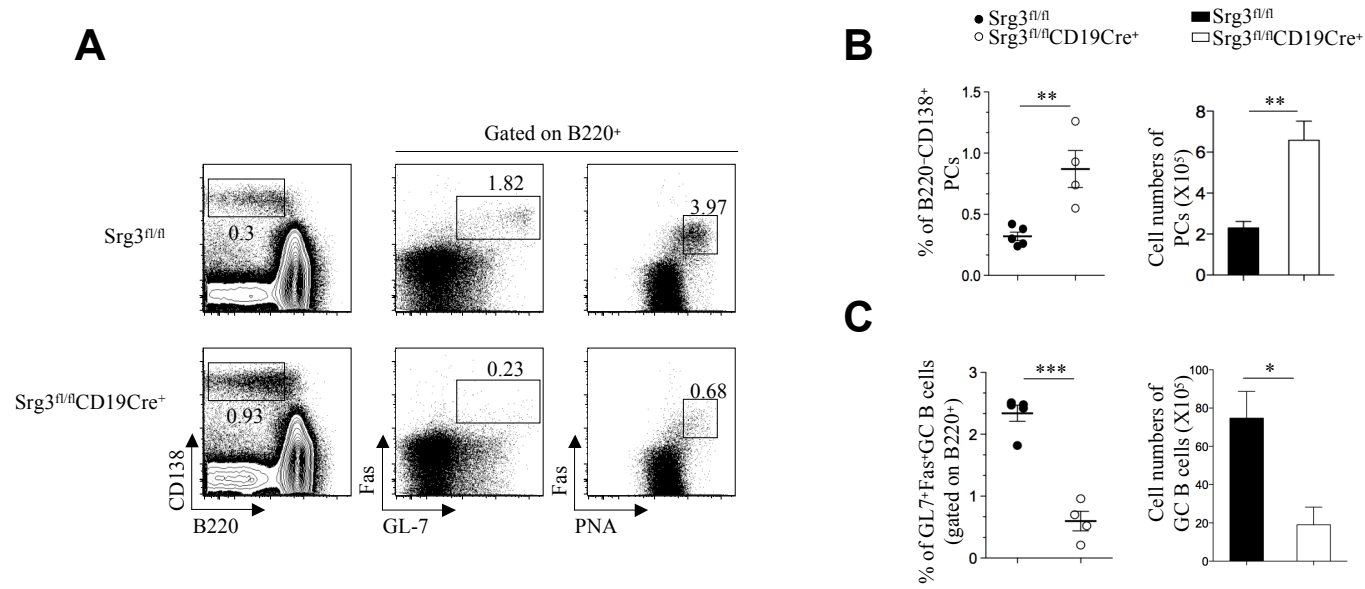 A
Gated on B220⁺
Srg3ᶠˡ/ᶠˡ
0.3
1.82
3.97
Srg3ᶠˡ/ᶠˡCD19Cre⁺
0.93
0.23
0.68
CD138
B220
Fas
GL-7
Fas
PNA
B
● Srg3ᶠˡ/ᶠˡ
○ Srg3ᶠˡ/ᶠˡCD19Cre⁺
■ Srg3ᶠˡ/ᶠˡ
□ Srg3ᶠˡ/ᶠˡCD19Cre⁺
% of B220⁻CD138⁺
PCs
1.5
1.0
0.5
0.0
**
Cell numbers of
PCs (X10⁵)
8
6
4
2
0
**
C
% of GL7⁺Fas⁺GC B cells
(gated on B220⁺)
3
2
1
0
***
Cell numbers of
GC B cells (X10⁵)
100
80
60
40
20
0
*